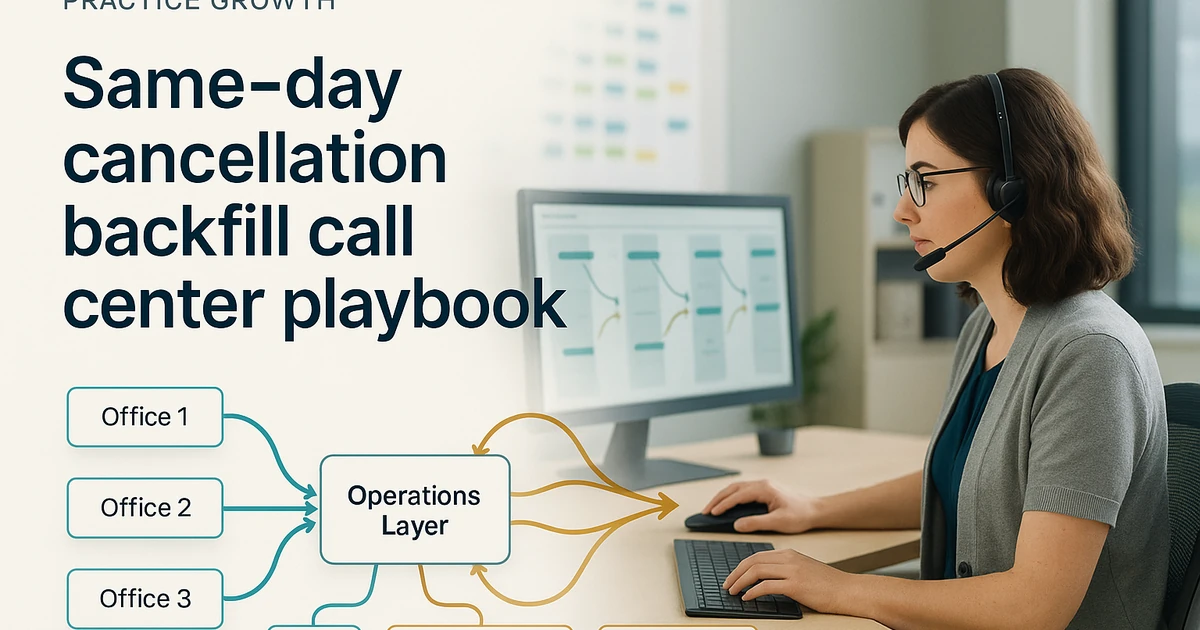 PRACTICE GROWTH
Same-day
cancellation
backfill call
center playbook
Office 1
Office 2
Office 3
Operations
Layer